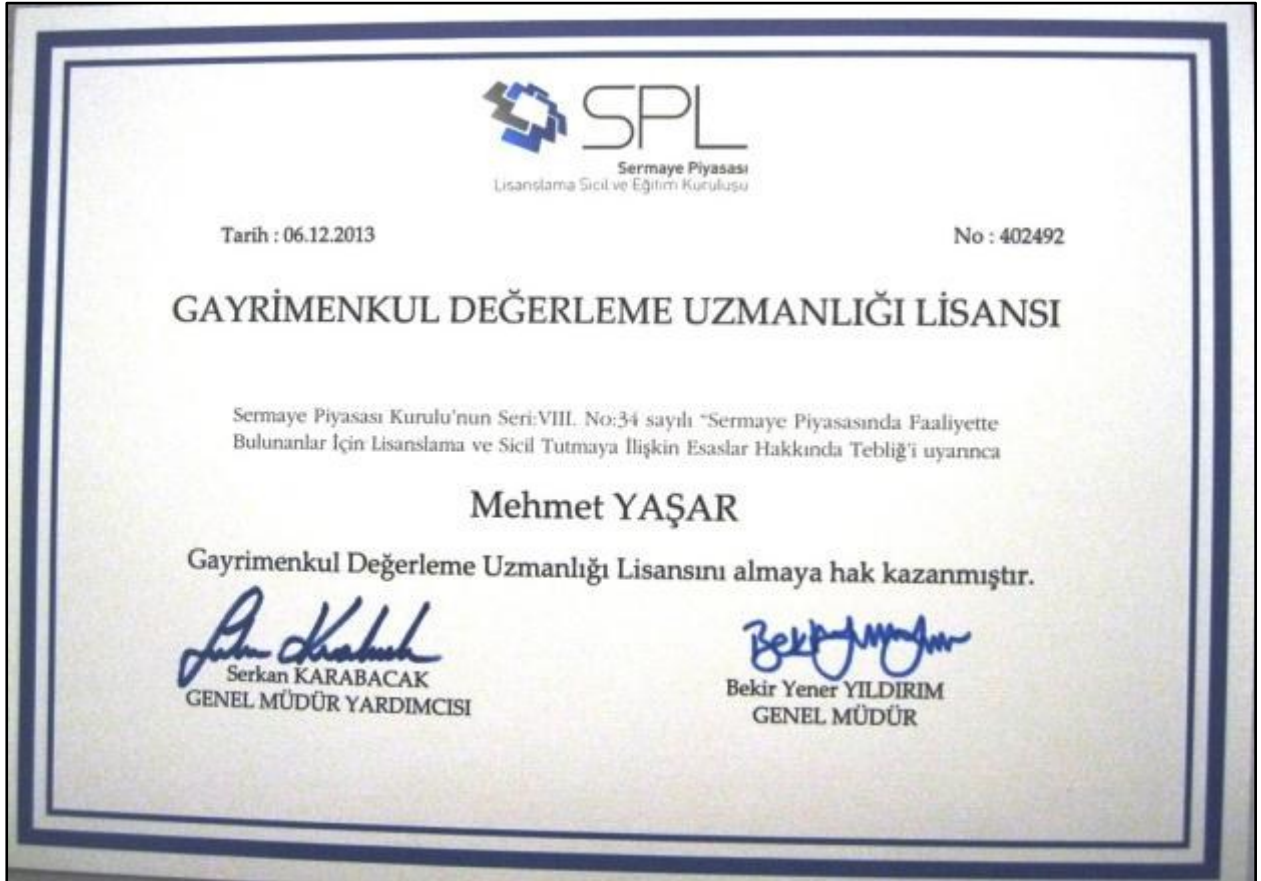 SPL
Sermaye Piyasası
Lisanslama Sicil ve Eğitim Kuruluşu
Tarih : 06.12.2013
No : 402492
GAYRİMENKUL DEĞERLEME UZMANLIĞI LİSANSI
Sermaye Piyasası Kurulu'nun Seri:VIII. No:34 sayılı "Sermaye Piyasasında Faaliyette
Bulunanlar İçin Lisanslama ve Sicil Tutmaya İlişkin Esaslar Hakkında Tebliğ'i uyarınca
Mehmet YAŞAR
Gayrimenkul Değerleme Uzmanlığı Lisansını almaya hak kazanmıştır.
Serkan KARABACAK
GENEL MÜDÜR YARDIMCISI
Bekir Yener YILDIRIM
GENEL MÜDÜR